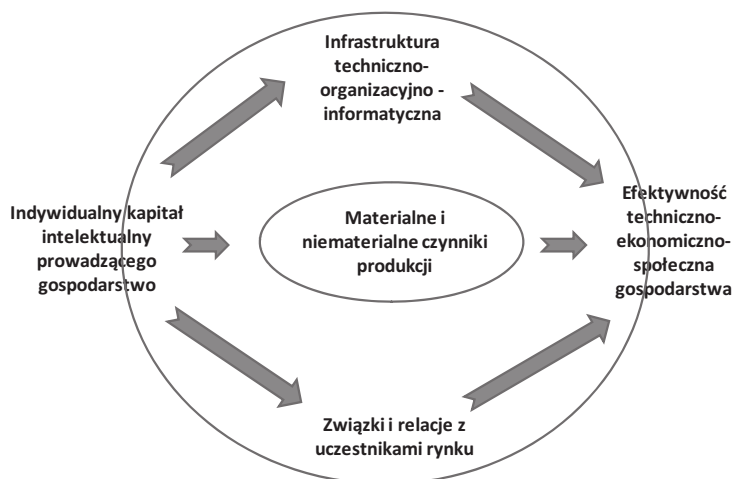 Infrastruktura
techniczno-
organizacyjno -
informatyczna
Indywidualny kapitał
intelektualny
prowadzącego
gospodarstwo
Materialne i
niematerialne czynniki
produkcji
Efektywność
techniczno-
ekonomiczno-
społeczna
gospodarstwa
Związki i relacje z
uczestnikami rynku